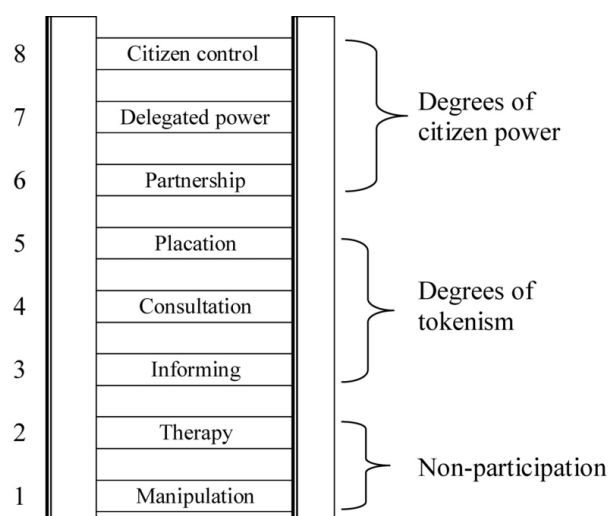 8 Citizen control
7 Delegated power
Degrees of
citizen power
6 Partnership
5 Placation
4 Consultation
Degrees of
tokenism
3 Informing
2 Therapy
Non-participation
1 Manipulation